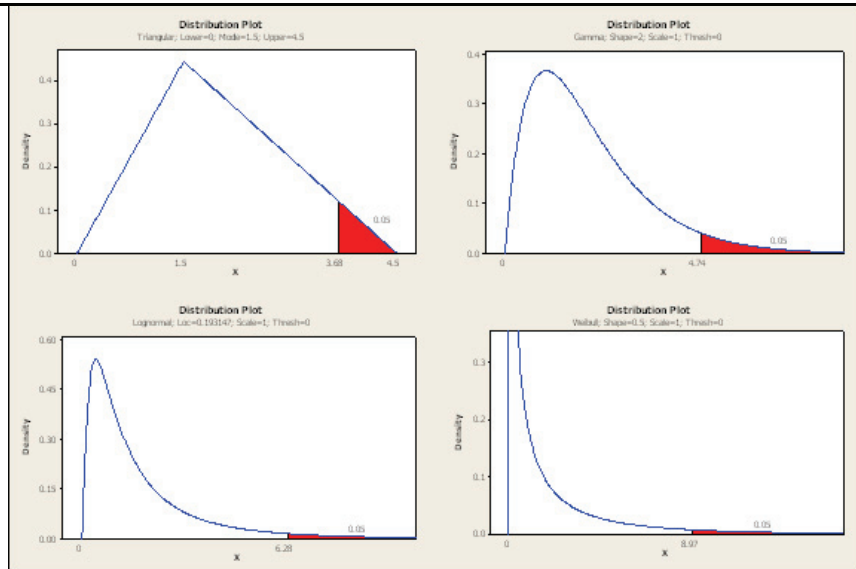 Distribution Plot
Triangular; Lower=0; Mode=1.5; Upper=4.5
0.4
0.3
0.2
0.1
0.0
Density
0.05
0
1.5
3.68
4.5
X
Distribution Plot
Gamma; Shape=2; Scale=1; Thresh=0
0.4
0.3
0.2
0.1
0.0
Density
0.05
0
4.74
X
Distribution Plot
Lognormal; Loc=0.193147; Scale=1; Thresh=0
0.60
0.45
0.30
0.15
0.00
Density
0.05
0
6.28
X
Distribution Plot
Weibull; Shape=0.5; Scale=1; Thresh=0
0.3
0.2
0.1
0.0
Density
0.05
0
8.97
X